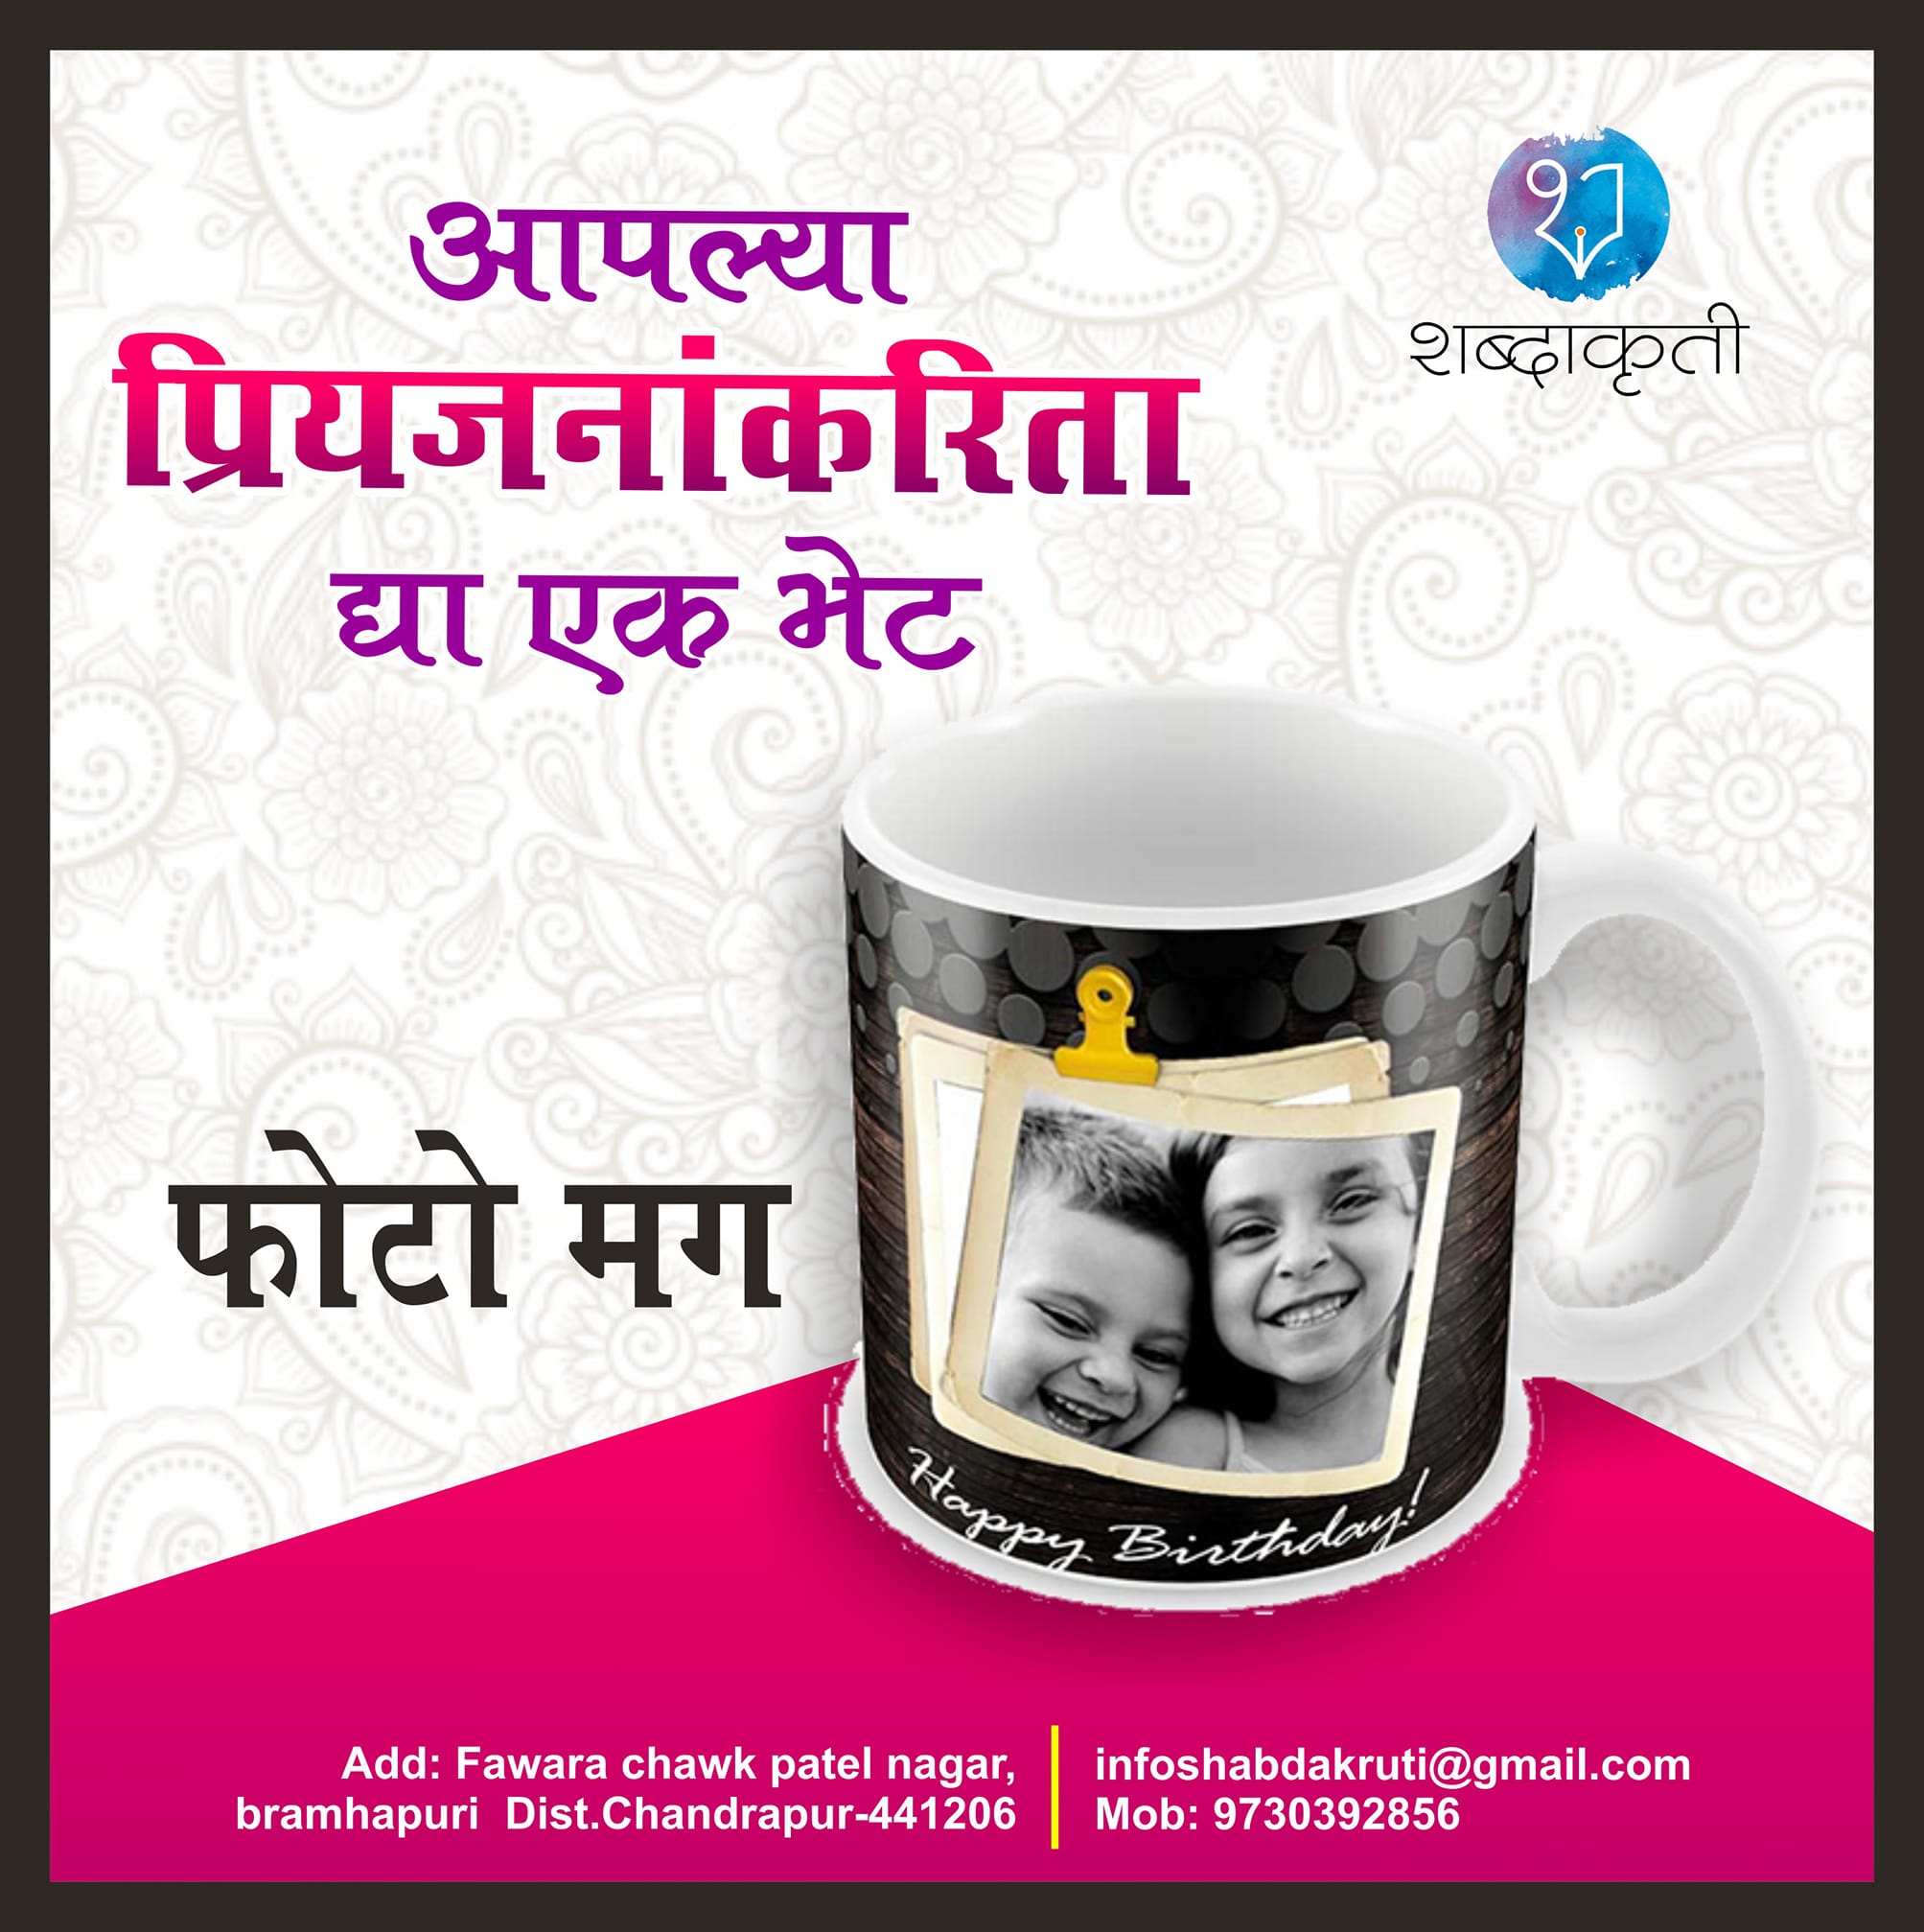 आपल्या
प्रियजनांकरिता
द्या एक भेट
श
शब्दाकृती
फोटो मग
Happy Birthday!
Add: Fawara chawk patel nagar,
bramhapuri Dist.Chandrapur-441206
infoshabdakruti@gmail.com
Mob: 9730392856